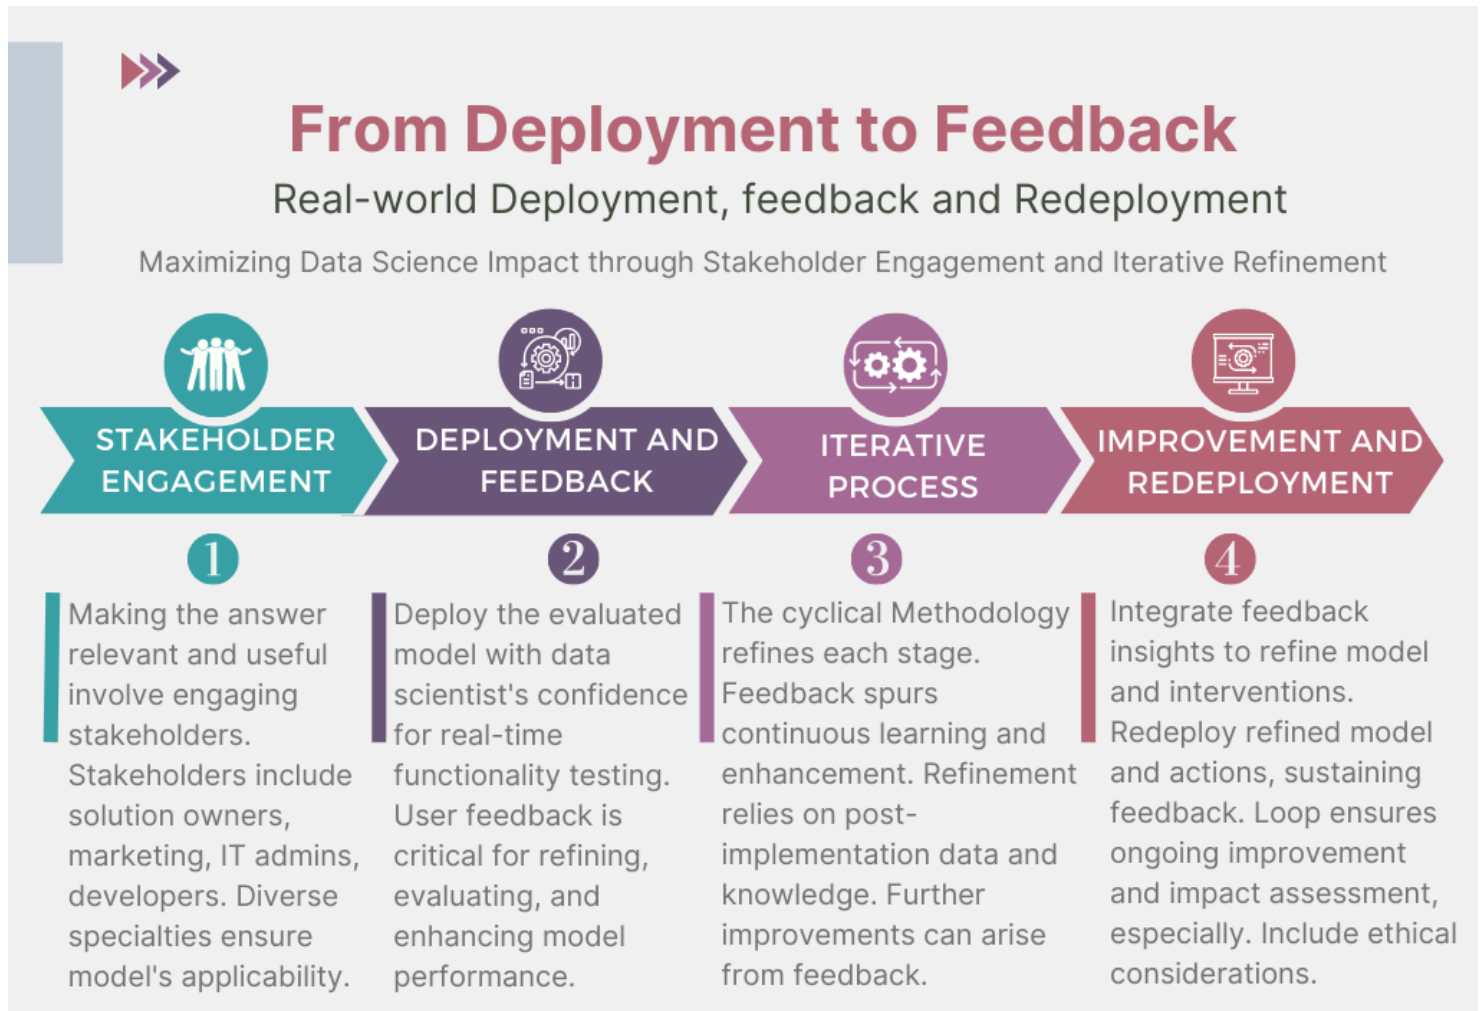 From Deployment to Feedback
Real-world Deployment, feedback and Redeployment
Maximizing Data Science Impact through Stakeholder Engagement and Iterative Refinement
STAKEHOLDER
ENGAGEMENT
DEPLOYMENT AND
FEEDBACK
ITERATIVE
PROCESS
IMPROVEMENT AND
REDEPLOYMENT
1
Making the answer
relevant and useful
involve engaging
stakeholders.
Stakeholders include
solution owners,
marketing, IT admins,
developers. Diverse
specialties ensure
model's applicability.
2
Deploy the evaluated
model with data
scientist's confidence
for real-time
functionality testing.
User feedback is
critical for refining,
evaluating, and
enhancing model
performance.
3
The cyclical Methodology
refines each stage.
Feedback spurs
continuous learning and
enhancement. Refinement
relies on post-
implementation data and
knowledge. Further
improvements can arise
from feedback.
4
Integrate feedback
insights to refine model
and interventions.
Redeploy refined model
and actions, sustaining
feedback. Loop ensures
ongoing improvement
and impact assessment,
especially. Include ethical
considerations.